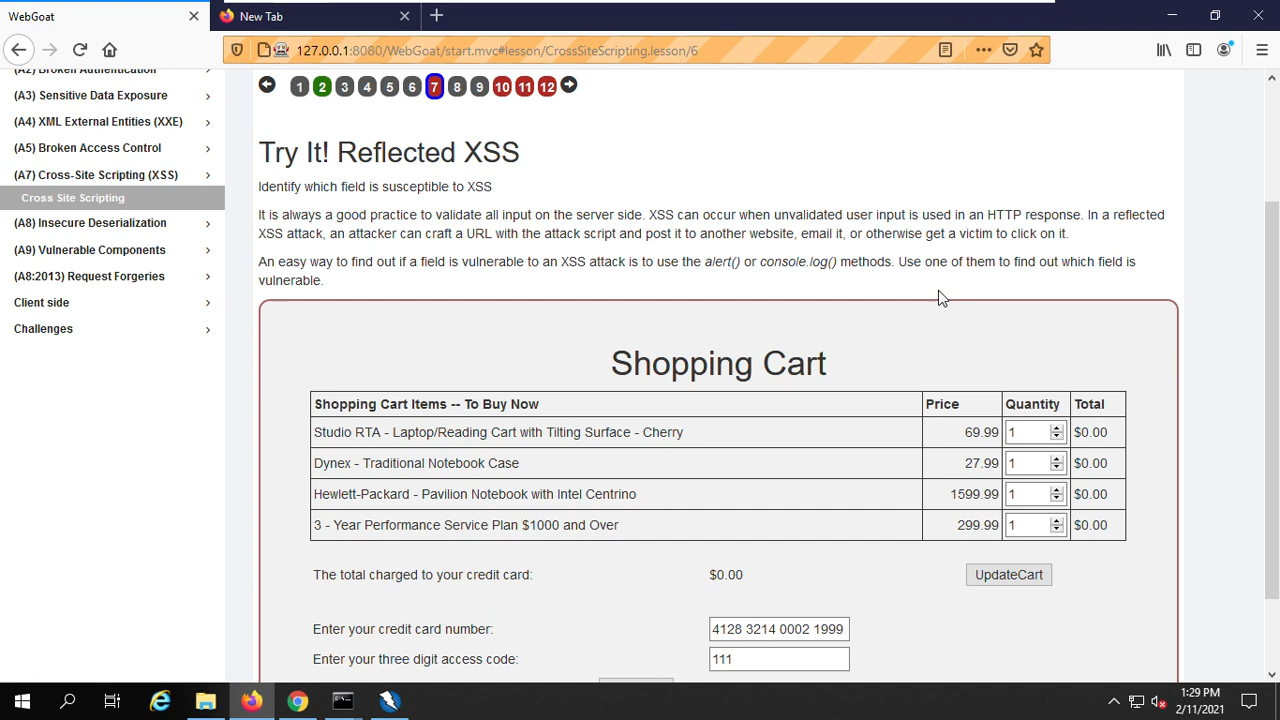 WebGoat
New Tab
127.0.0.1:8080/WebGoat/start.mvc#lesson/CrossSiteScripting.lesson/6
(A2) Broken Authentication
(A3) Sensitive Data Exposure
(A4) XML External Entities (XXE)
(A5) Broken Access Control
(A7) Cross-Site Scripting (XSS)
Cross Site Scripting
(A8) Insecure Deserialization
(A9) Vulnerable Components
(A8:2013) Request Forgeries
Client side
Challenges
1 2 3 4 5 6 7 8 9 10 11 12
Try It! Reflected XSS
Identify which field is susceptible to XSS
It is always a good practice to validate all input on the server side. XSS can occur when unvalidated user input is used in an HTTP response. In a reflected
XSS attack, an attacker can craft a URL with the attack script and post it to another website, email it, or otherwise get a victim to click on it.
An easy way to find out if a field is vulnerable to an XSS attack is to use the alert() or console.log() methods. Use one of them to find out which field is
vulnerable.
Shopping Cart
Shopping Cart Items -- To Buy Now Price Quantity Total
Studio RTA - Laptop/Reading Cart with Tilting Surface - Cherry 69.99 1 $0.00
Dynex - Traditional Notebook Case 27.99 1 $0.00
Hewlett-Packard - Pavilion Notebook with Intel Centrino 1599.99 1 $0.00
3 - Year Performance Service Plan $1000 and Over 299.99 1 $0.00
The total charged to your credit card: $0.00 UpdateCart
Enter your credit card number: 4128 3214 0002 1999
Enter your three digit access code: 111
1:29 PM
2/11/2021